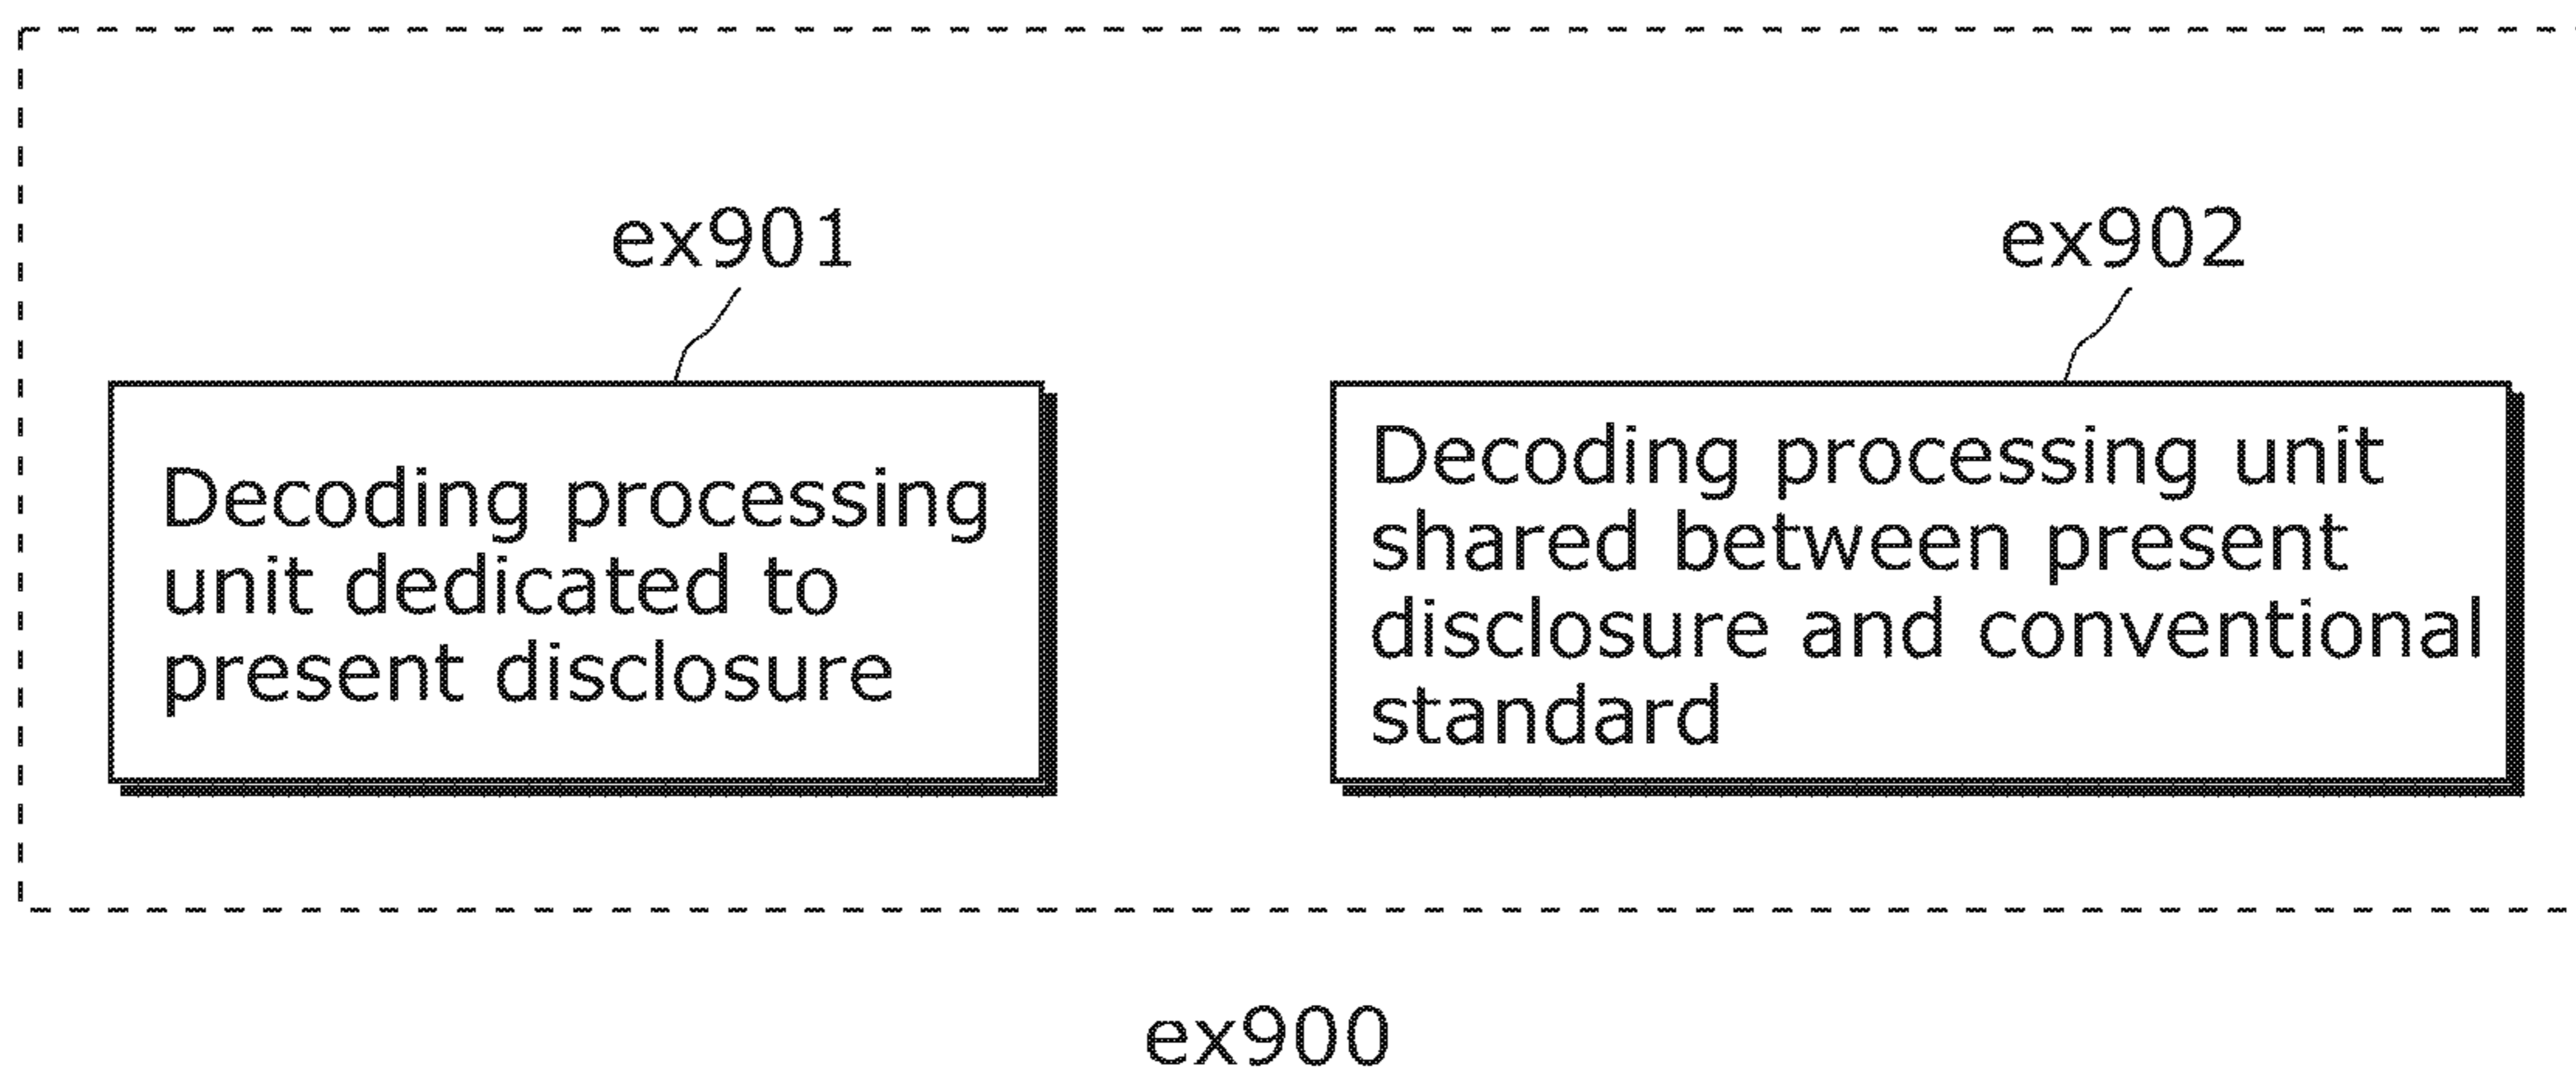 ex901
ex902
Decoding processing
unit dedicated to
present disclosure
Decoding processing unit
shared between present
disclosure and conventional
standard
ex900